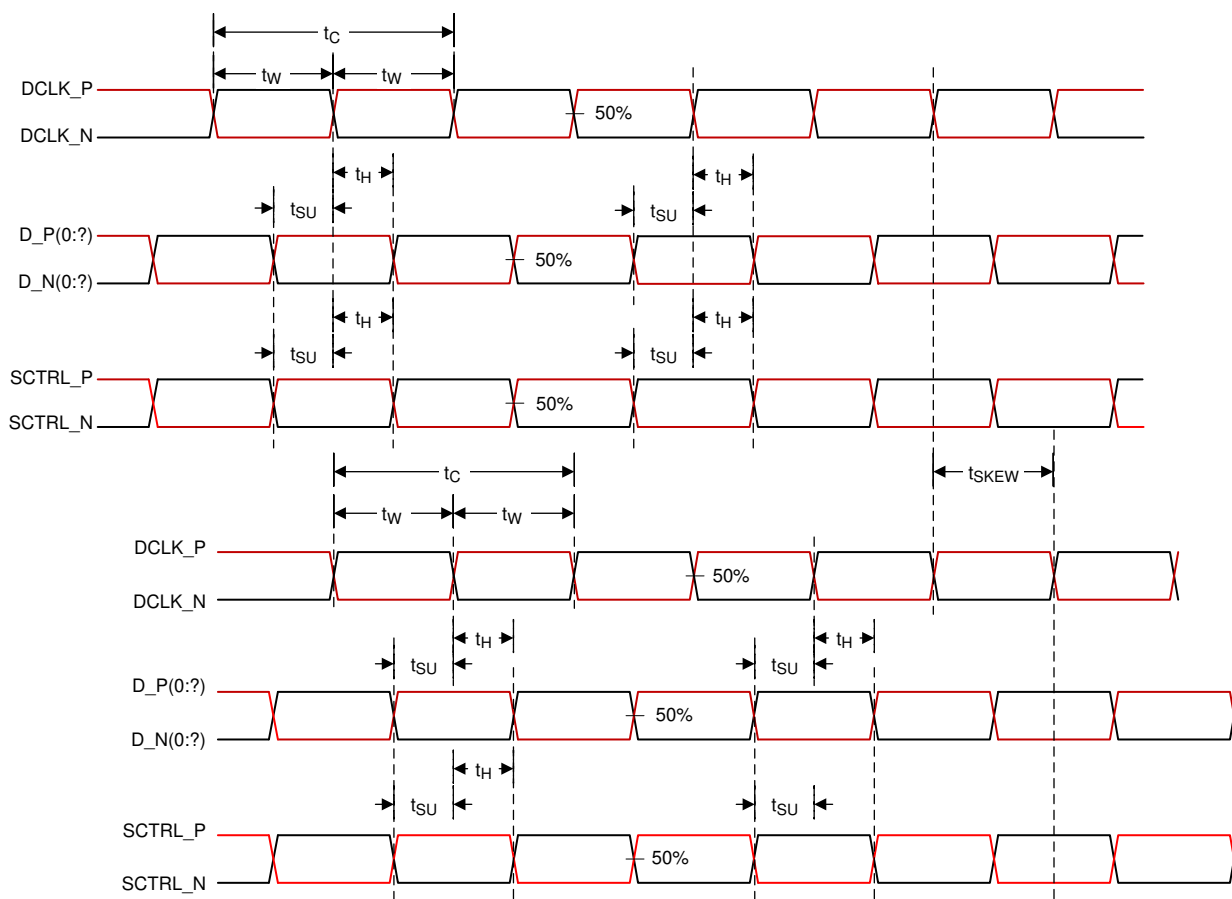 tC
tW tW
DCLK_P
50%
DCLK_N
tH tH
tSU tSU
D_P(0:?)
50%
D_N(0:?)
tH tH
tSU tSU
SCTRL_P
50%
SCTRL_N
tC tSKEW
tW tW
DCLK_P
50%
DCLK_N
tH tH
tSU tSU
D_P(0:?)
50%
D_N(0:?)
tH
tSU tSU
SCTRL_P
50%
SCTRL_N